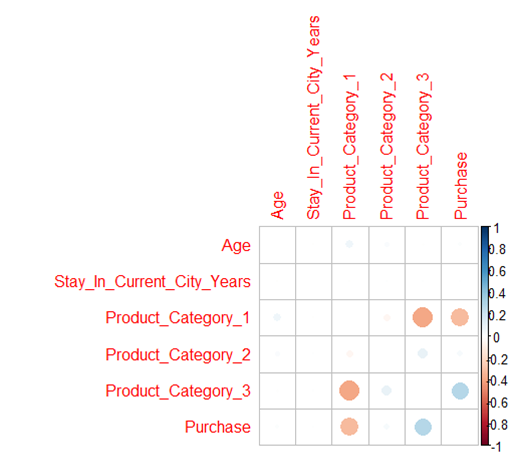 Age
Stay_In_Current_City_Years
Product_Category_1
Product_Category_2
Product_Category_3
Purchase
Age
Stay_In_Current_City_Years
Product_Category_1
Product_Category_2
Product_Category_3
Purchase
1
0.8
0.6
0.4
0.2
0
-0.2
-0.4
-0.6
-0.8
-1